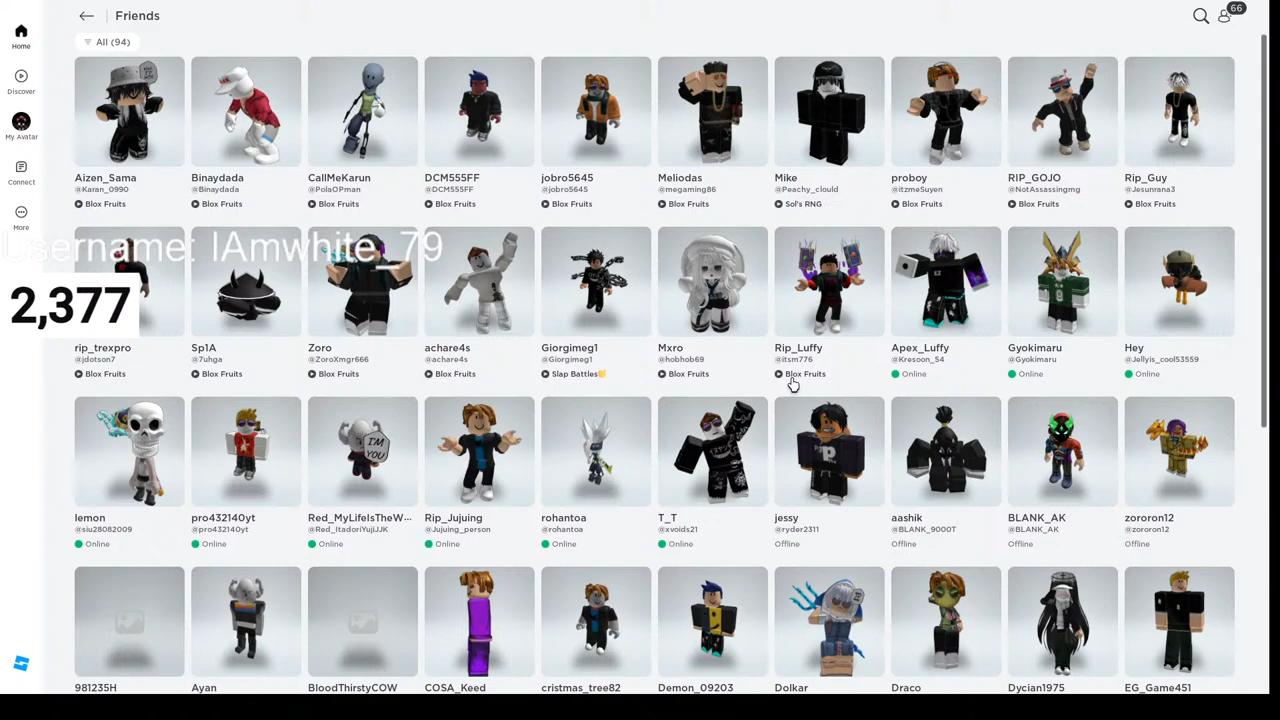 Friends
66
All (94)
Home
Discover
My Avatar
Connect
More
Aizen_Sama
@Karan_0990
Blox Fruits
Binaydada
@Binaydada
Blox Fruits
CallMeKarun
@PolaOPman
Blox Fruits
DCM555FF
@DCM555FF
Blox Fruits
jobro5645
@jobro5645
Blox Fruits
Meliodas
@megaming86
Blox Fruits
Mike
@Peachy_clould
Sol's RNG
proboy
@itzmeSuyen
Blox Fruits
RIP_GOJO
@NotAssassingmg
Blox Fruits
Rip_Guy
@Jesunrana3
Blox Fruits
Username: IAmwhite_79
2,377
rip_trexpro
@jdotson7
Blox Fruits
Sp1A
@7uhga
Blox Fruits
Zoro
@ZoroXmgr666
Blox Fruits
achare4s
@achare4s
Blox Fruits
Giorgimeg1
@Giorgimeg1
Slap Battles👏
Mxro
@hobhob69
Blox Fruits
Rip_Luffy
@itsm776
Blox Fruits
EZ
Apex_Luffy
@Kresoon_54
Online
Gyokimaru
@Gyokimaru
Online
Hey
@Jellyis_cool53559
Online
lemon
@siu28082009
Online
pro432140yt
@pro432140yt
Online
I'M
YOU
Red_MyLifeIsTheW...
@Red_ItadoriYujiJJK
Online
Rip_Jujuing
@Jujuing_person
Online
rohantoa
@rohantoa
Online
T_T
@xvoids21
Online
jessy
@ryder2311
Offline
aashik
@BLANK_9000T
Offline
BLANK_AK
@BLANK_AK
Offline
zororon12
@zororon12
Offline
981235H
Ayan
BloodThirstyCOW
COSA_Keed
cristmas_tree82
Demon_09203
Dolkar
Draco
Dycian1975
EG_Game451